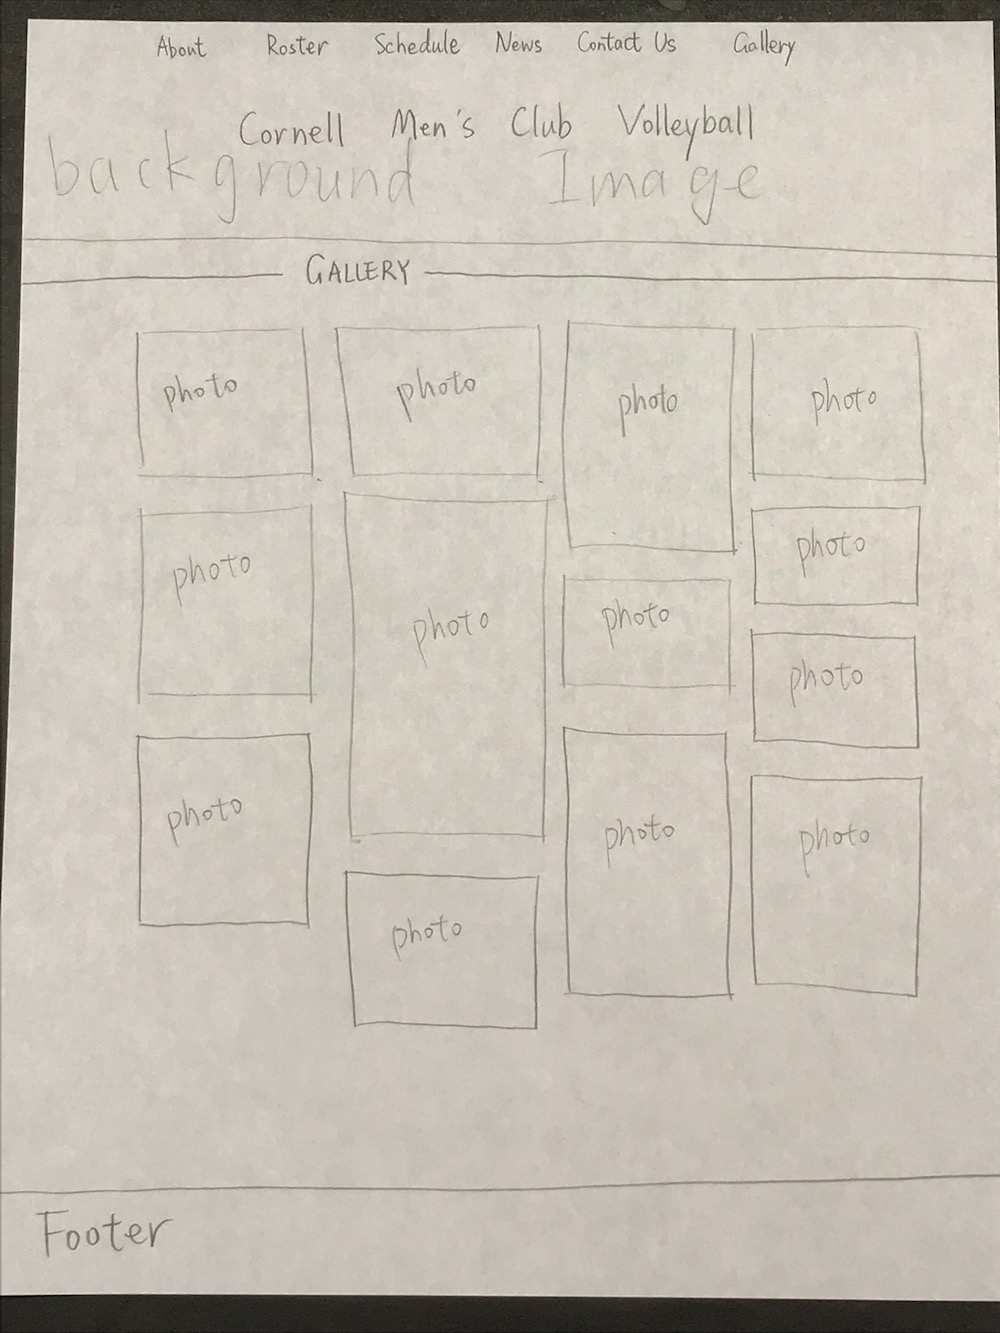 About Roster Schedule News Contact Us Gallery
Cornell Men's Club Volleyball
background Image
GALLERY
photo photo photo photo
photo photo photo photo
photo photo photo photo
photo photo
Footer